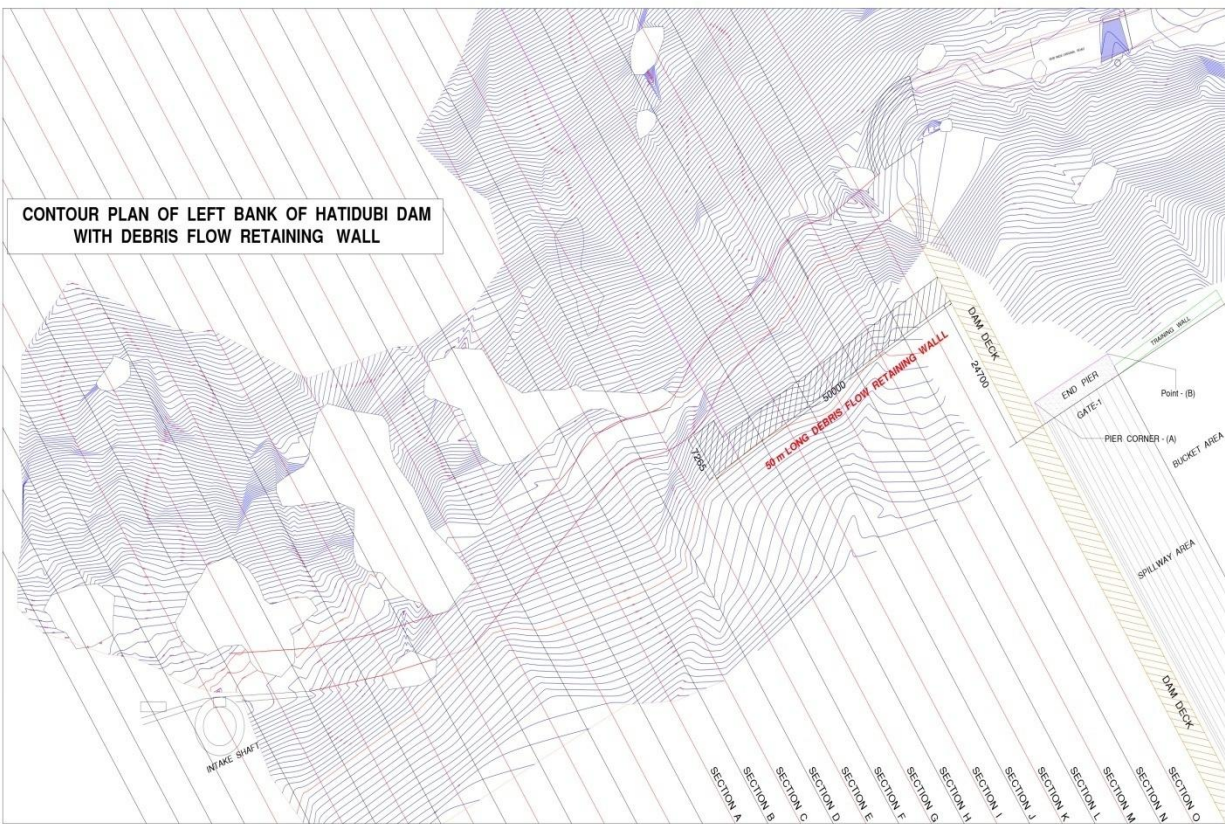 CONTOUR PLAN OF LEFT BANK OF HATIDUBI DAM
WITH DEBRIS FLOW RETAINING WALL
DAM DECK
24700
TRAINING WALL
END PIER
GATE-1
Point - (B)
PIER CORNER - (A)
BUCKET AREA
50000
50 m LONG DEBRIS FLOW RETAINING WALLL
7265
SPILLWAY AREA
DAM DECK
INTAKE SHAFT
SECTION A
SECTION B
SECTION C
SECTION D
SECTION E
SECTION F
SECTION G
SECTION H
SECTION I
SECTION J
SECTION K
SECTION L
SECTION M
SECTION N
SECTION O